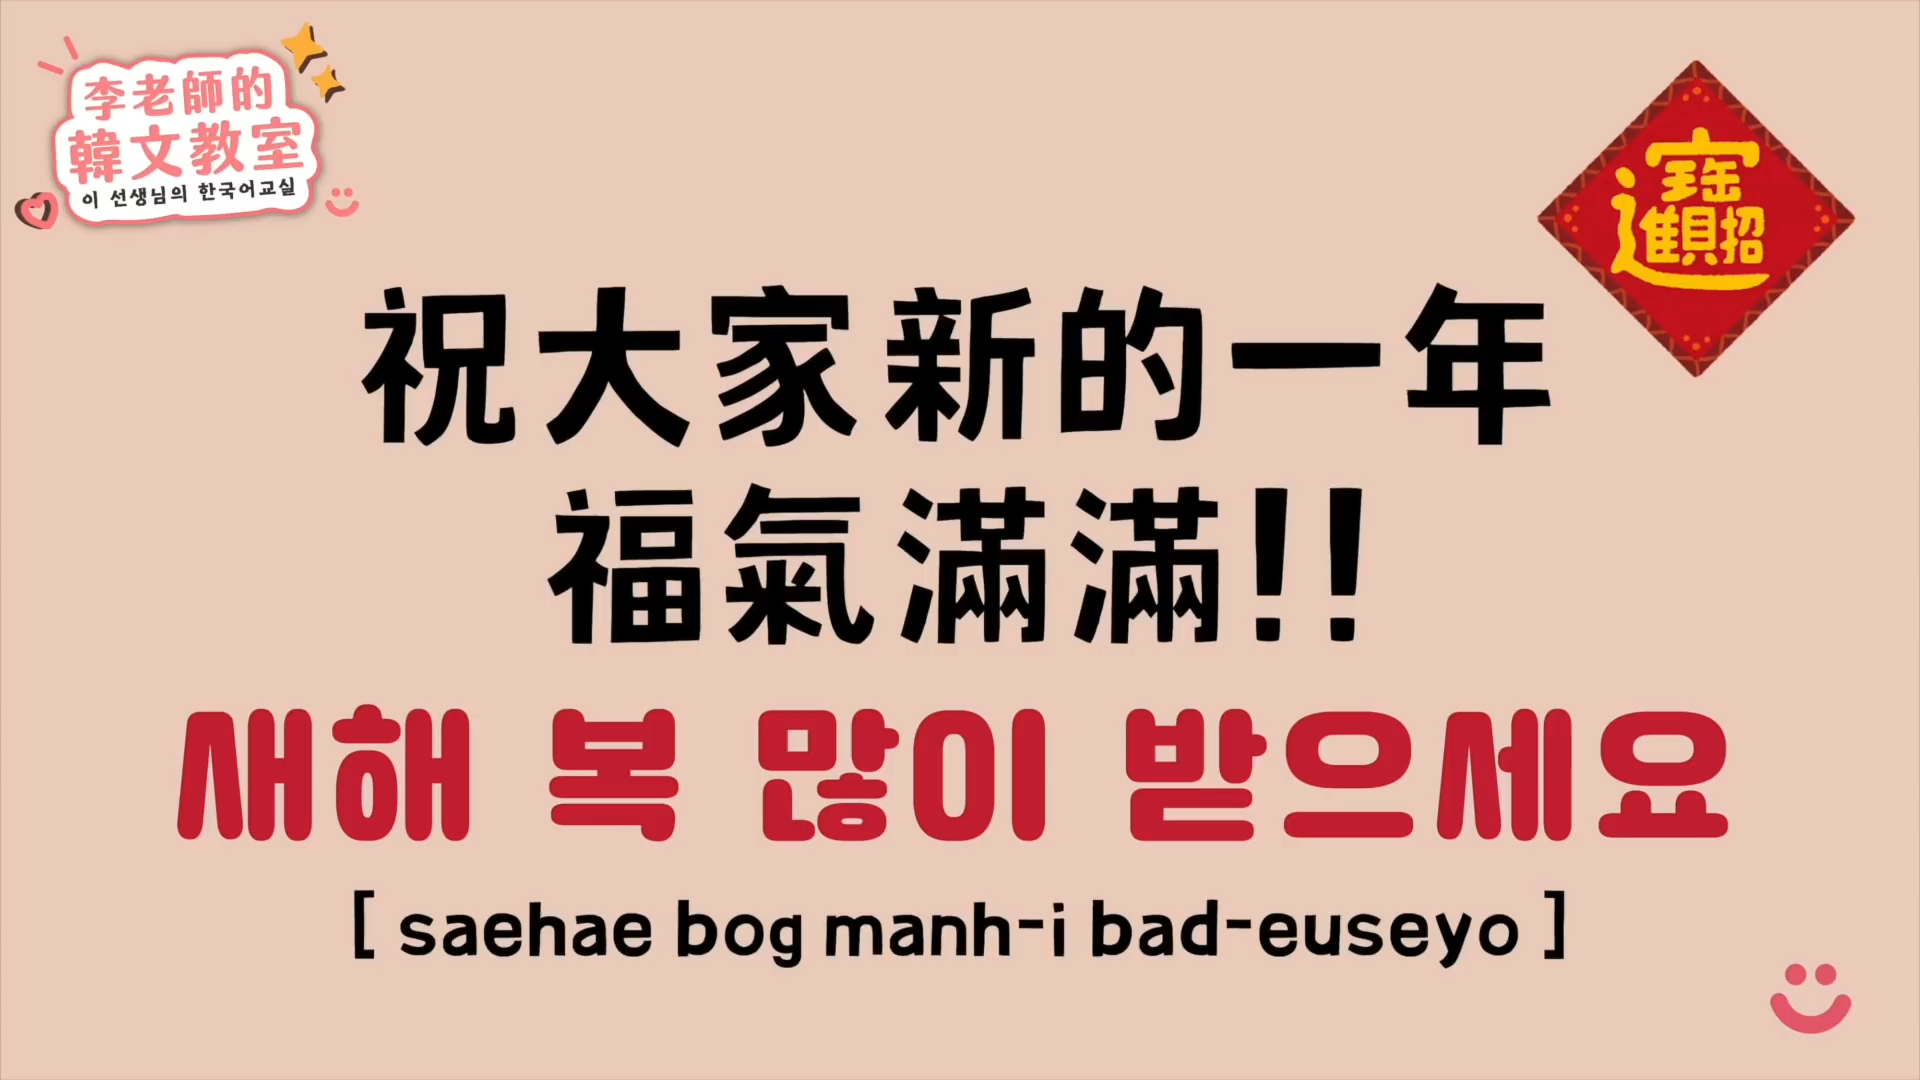 李老師的
韓文教室
이 선생님의 한국어교실
招財進寶
祝大家新的一年
福氣滿滿!!
새해 복 많이 받으세요
[ saehae bog manh-i bad-euseyo ]